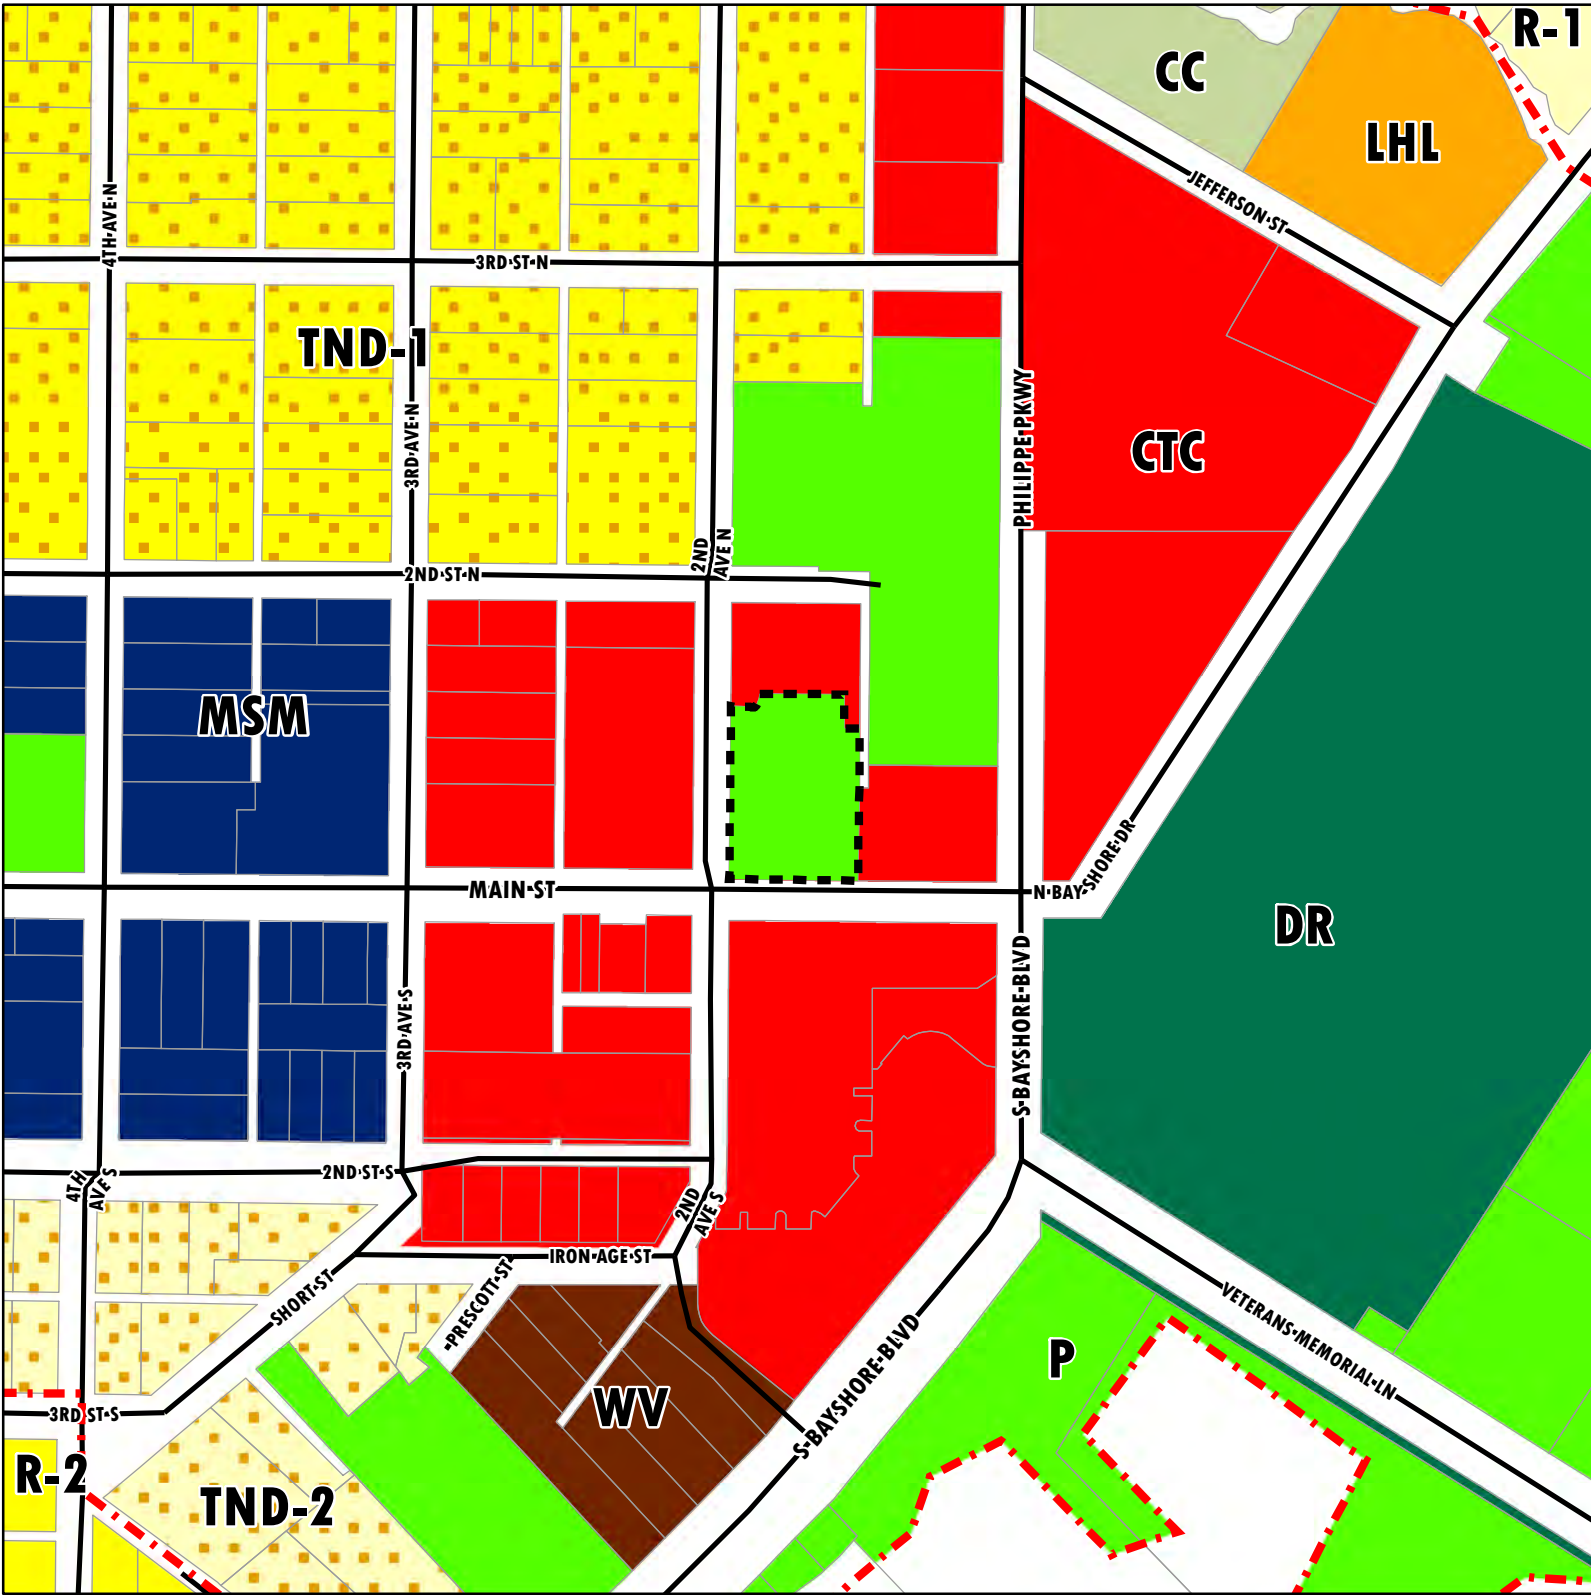 R-1
CC
LHL
JEFFERSON ST
4TH AVE N
3RD ST N
TND-1
3RD AVE N
PHILIPPE PKWY
CTC
2ND
AVE N
2ND ST N
MSM
N BAYSHORE DR
MAIN ST
DR
3RD AVE S
S BAYSHORE BLVD
4TH
AVE S
2ND ST S
2ND
AVE S
IRON AGE ST
SHORT ST
PRESCOTT ST
VETERANS MEMORIAL LN
P
WV
S BAYSHORE BLVD
3RD ST S
R-2
TND-2